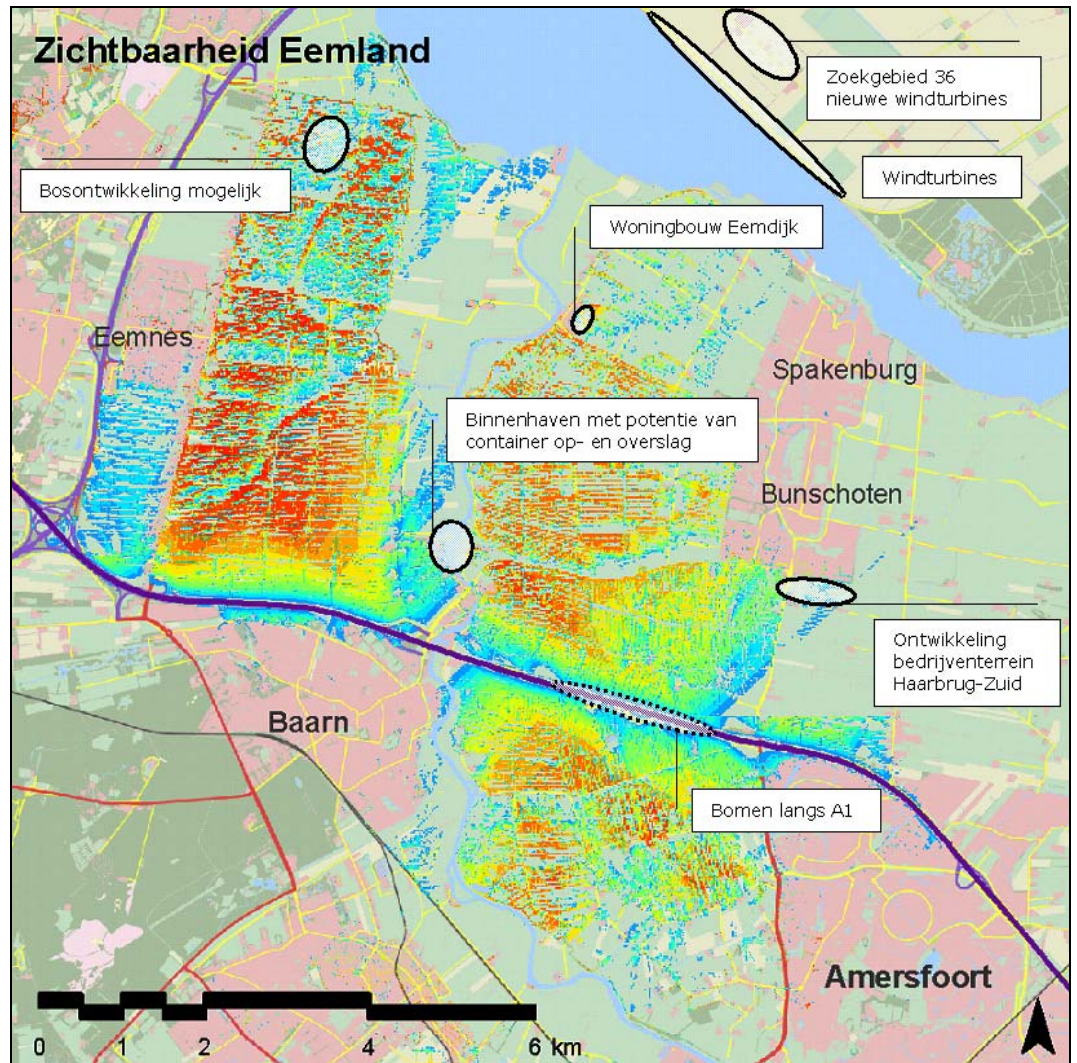 Zichtbaarheid Eemland
Zoekgebied 36
nieuwe windturbines
Bosontwikkeling mogelijk
Windturbines
Woningbouw Eemdijk
Eemnes
Spakenburg
Binnenhaven met potentie van
container op- en overslag
Bunschoten
Ontwikkeling
bedrijventerrein
Haarbrug-Zuid
Baarn
Bomen langs A1
Amersfoort
0 1 2 4 6 km